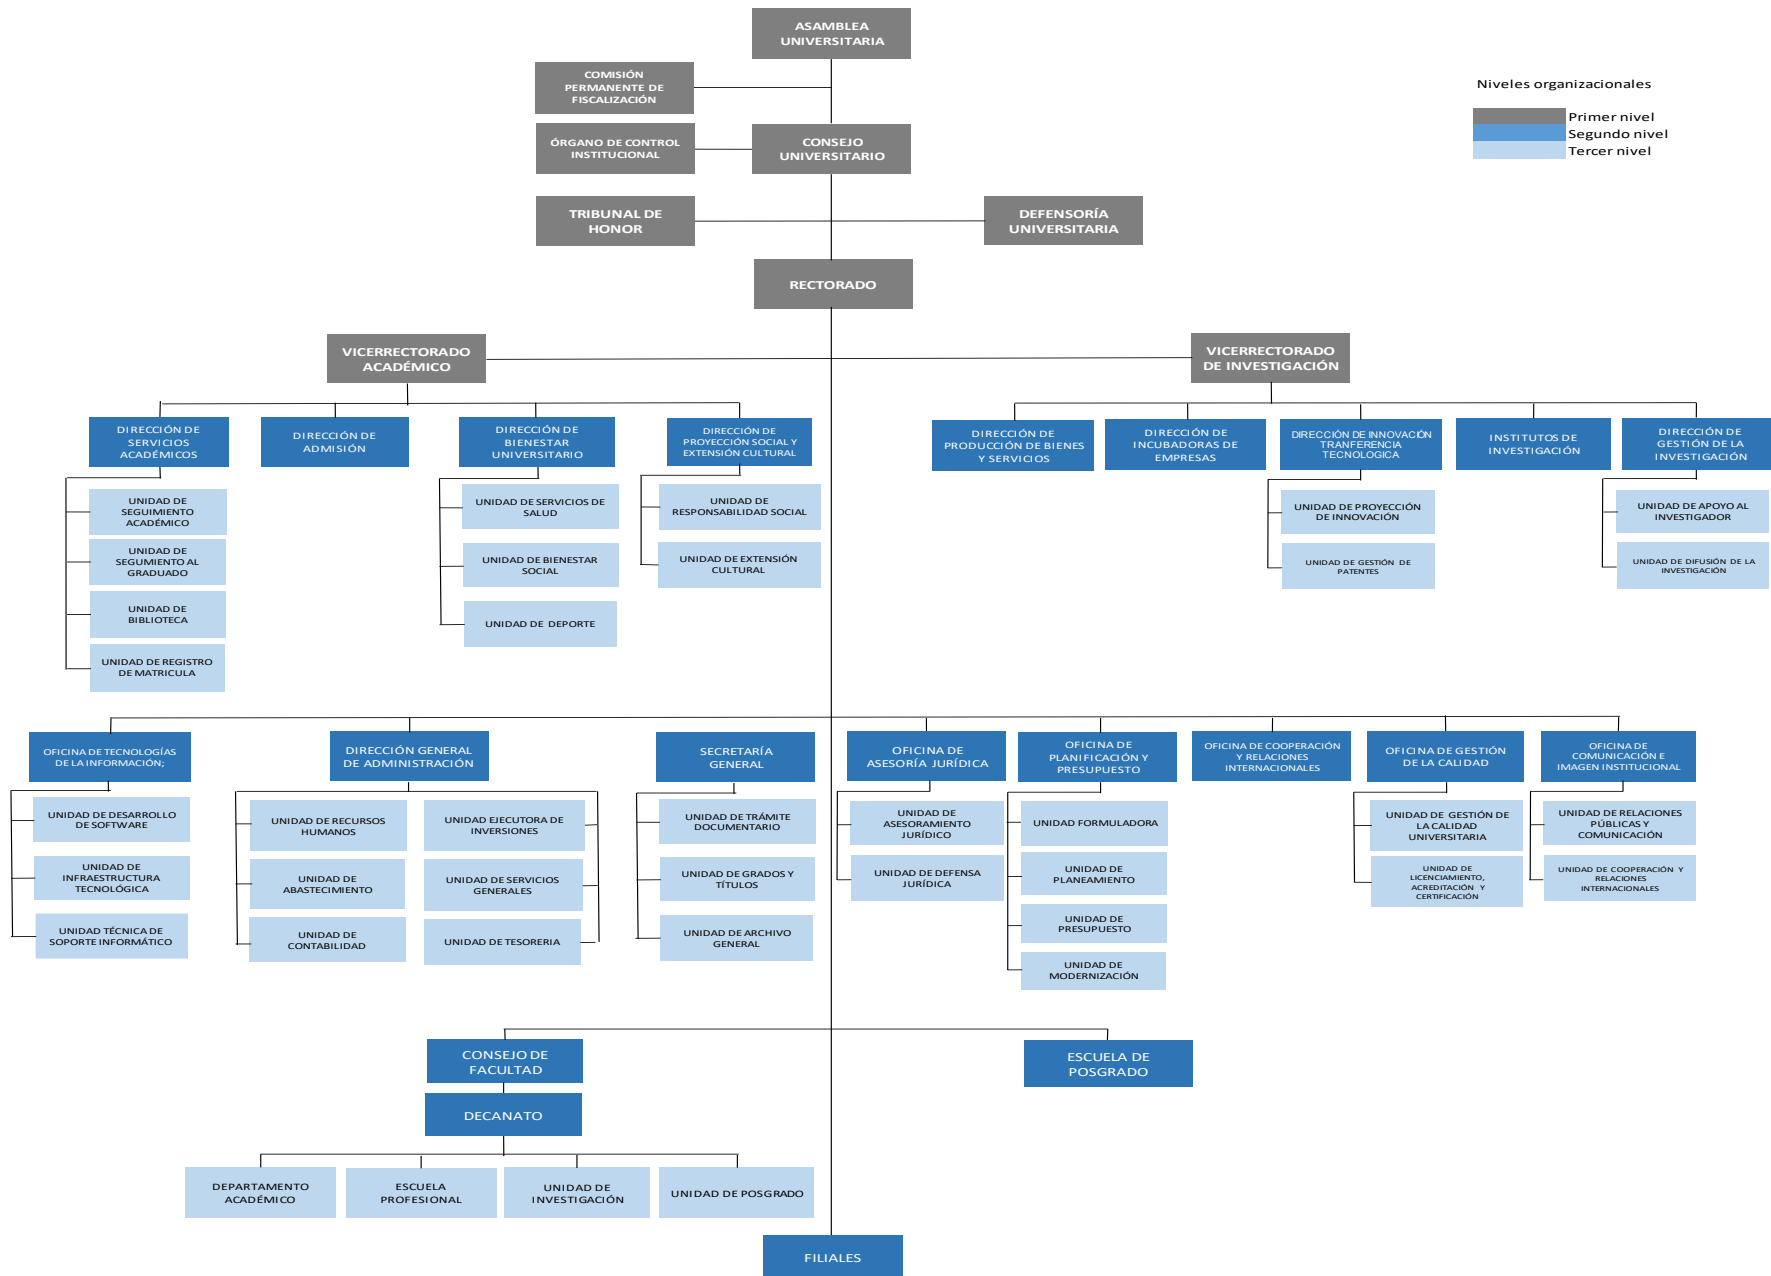 ASAMBLEA
UNIVERSITARIA
COMISIÓN
PERMANENTE DE
FISCALIZACIÓN
Niveles organizacionales
Primer nivel
Segundo nivel
Tercer nivel
ÓRGANO DE CONTROL
INSTITUCIONAL
CONSEJO
UNIVERSITARIO
TRIBUNAL DE
HONOR
DEFENSORÍA
UNIVERSITARIA
RECTORADO
VICERRECTORADO
ACADÉMICO
VICERRECTORADO
DE INVESTIGACIÓN
DIRECCIÓN DE
SERVICIOS
ACADÉMICOS
DIRECCIÓN DE
ADMISIÓN
DIRECCIÓN DE
BIENESTAR
UNIVERSITARIO
DIRECCIÓN DE
PROYECCIÓN SOCIAL Y
EXTENSIÓN CULTURAL
DIRECCIÓN DE
PRODUCCIÓN DE BIENES
Y SERVICIOS
DIRECCIÓN DE
INCUBADORAS DE
EMPRESAS
DIRECCIÓN DE INNOVACIÓN
TRANFERENCIA
TECNOLOGICA
INSTITUTOS DE
INVESTIGACIÓN
DIRECCIÓN DE
GESTIÓN DE LA
INVESTIGACIÓN
UNIDAD DE
SEGUIMIENTO
ACADÉMICO
UNIDAD DE
SEGUMIENTO AL
GRADUADO
UNIDAD DE
BIBLIOTECA
UNIDAD DE REGISTRO
DE MATRICULA
UNIDAD DE SERVICIOS DE
SALUD
UNIDAD DE BIENESTAR
SOCIAL
UNIDAD DE DEPORTE
UNIDAD DE
RESPONSABILIDAD SOCIAL
UNIDAD DE EXTENSIÓN
CULTURAL
UNIDAD DE PROYECCIÓN
DE INNOVACIÓN
UNIDAD DE GESTIÓN DE
PATENTES
UNIDAD DE APOYO AL
INVESTIGADOR
UNIDAD DE DIFUSIÓN DE LA
INVESTIGACIÓN
OFICINA DE TECNOLOGÍAS
DE LA INFORMACIÓN;
DIRECCIÓN GENERAL
DE ADMINISTRACIÓN
SECRETARÍA
GENERAL
OFICINA DE
ASESORÍA JURÍDICA
OFICINA DE
PLANIFICACIÓN Y
PRESUPUESTO
OFICINA DE COOPERACIÓN
Y RELACIONES
INTERNACIONALES
OFICINA DE GESTIÓN
DE LA CALIDAD
OFICINA DE
COMUNICACIÓN E
IMAGEN INSTITUCIONAL
UNIDAD DE DESARROLLO
DE SOFTWARE
UNIDAD DE
INFRAESTRUCTURA
TECNOLÓGICA
UNIDAD TÉCNICA DE
SOPORTE INFORMÁTICO
UNIDAD DE RECURSOS
HUMANOS
UNIDAD DE
ABASTECIMIENTO
UNIDAD DE
CONTABILIDAD
UNIDAD EJECUTORA DE
INVERSIONES
UNIDAD DE SERVICIOS
GENERALES
UNIDAD DE TESORERIA
UNIDAD DE TRÁMITE
DOCUMENTARIO
UNIDAD DE GRADOS Y
TÍTULOS
UNIDAD DE ARCHIVO
GENERAL
UNIDAD DE
ASESORAMIENTO
JURÍDICO
UNIDAD DE DEFENSA
JURÍDICA
UNIDAD FORMULADORA
UNIDAD DE
PLANEAMIENTO
UNIDAD DE
PRESUPUESTO
UNIDAD DE
MODERNIZACIÓN
UNIDAD DE GESTIÓN DE
LA CALIDAD
UNIVERSITARIA
UNIDAD DE
LICENCIAMIENTO,
ACREDITACIÓN Y
CERTIFICACIÓN
UNIDAD DE RELACIONES
PÚBLICAS Y
COMUNICACIÓN
UNIDAD DE COOPERACIÓN Y
RELACIONES
INTERNACIONALES
CONSEJO DE
FACULTAD
ESCUELA DE
POSGRADO
DECANATO
DEPARTAMENTO
ACADÉMICO
ESCUELA
PROFESIONAL
UNIDAD DE
INVESTIGACIÓN
UNIDAD DE POSGRADO
FILIALES